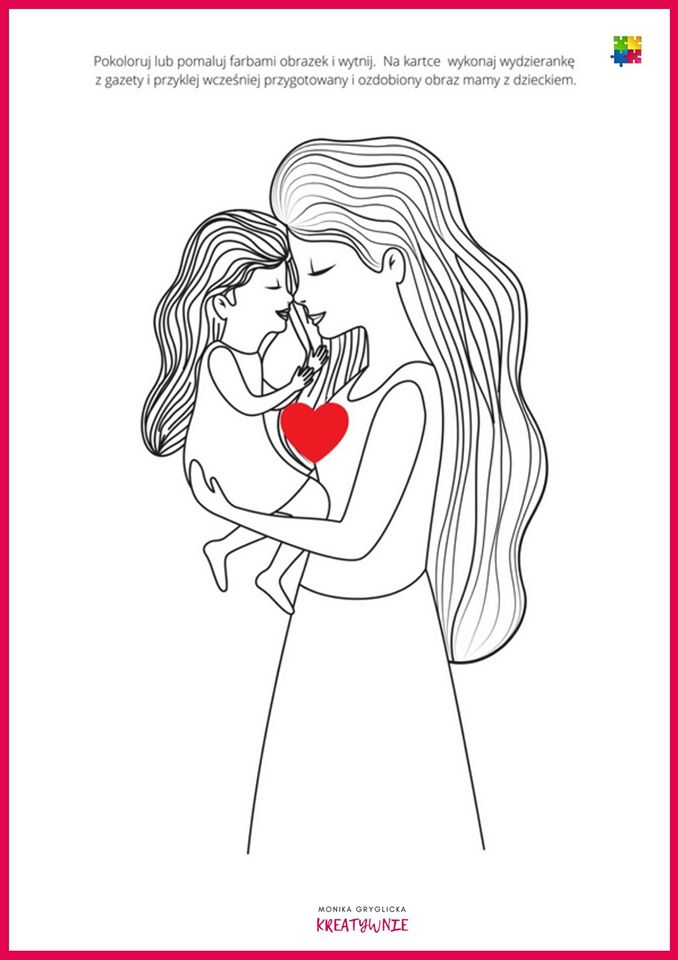 Pokoloruj lub pomaluj farbami obrazek i wytnij. Na kartce wykonaj wydzierankę
z gazety i przyklej wcześniej przygotowany i ozdobiony obraz mamy z dzieckiem.
MONIKA GRYGLICKA
KREATYWNIE